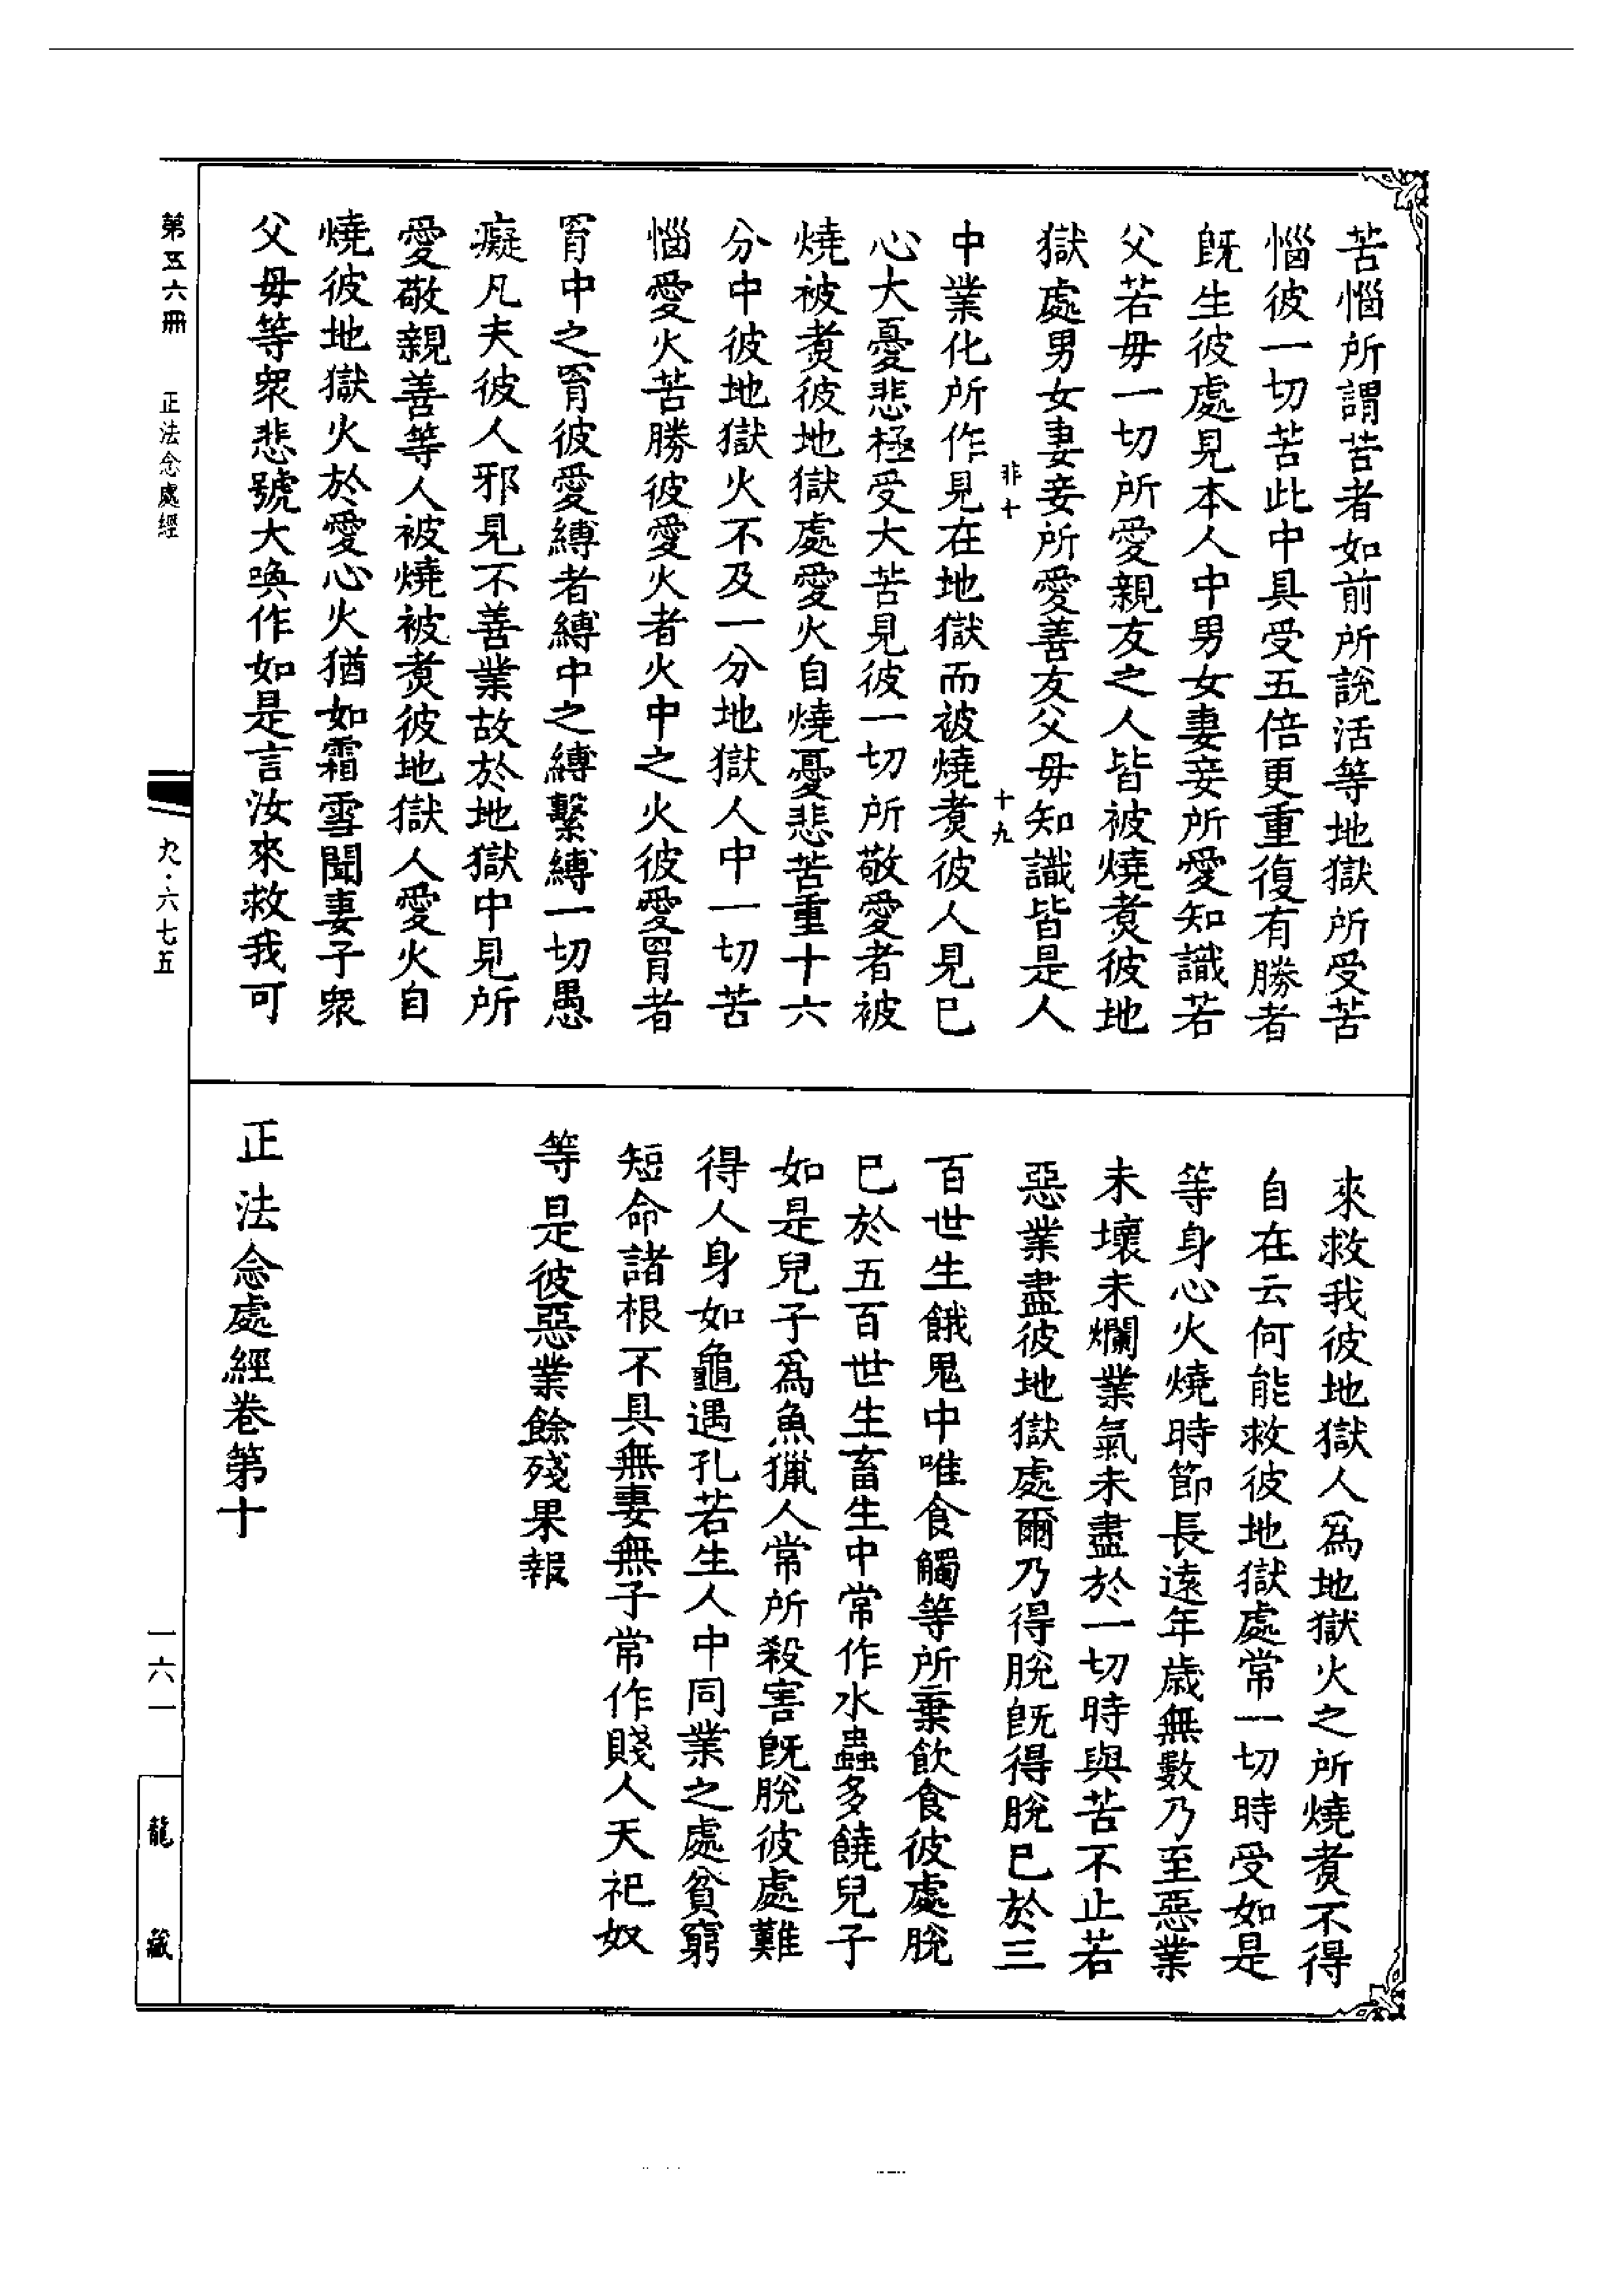 苦惱所謂苦者如前所說活等地獄所受苦
惱彼一切苦此中具受五倍更重復有勝者
旣生彼處見本人中男女妻妾所愛知識若
父若母一切所愛親友之人皆被燒煑彼地
獄處男女妻妾所愛善友父母知識皆是人
非十
十九
中業化所作見在地獄而被燒煑彼人見已
心大憂悲極受大苦見彼一切所敬愛者被
燒被煑彼地獄處愛火自燒憂悲苦重十六
分中彼地獄火不及一分地獄人中一切苦
惱愛火苦勝彼愛火者火中之火彼愛罥者
罥中之罥彼愛縛者縛中之縛繫縛一切愚
癡凡夫彼人邪見不善業故於地獄中見所
愛敬親善等人被燒被煑彼地獄人愛火自
燒彼地獄火於愛心火猶如霜雪聞妻子衆
父母等衆悲號大喚作如是言汝來救我可
來救我彼地獄人爲地獄火之所燒煑不得
自在云何能救彼地獄處常一切時受如是
等身心火燒時節長遠年歲無數乃至惡業
未壞未爛業氣未盡於一切時與苦不止若
惡業盡彼地獄處爾乃得脫旣得脫已於三
百世生餓鬼中唯食觸等所棄飲食彼處脫
已於五百世生畜生中常作水蟲多饒兒子
如是兒子爲魚獵人常所殺害旣脫彼處難
得人身如龜遇孔若生人中同業之處貧窮
短命諸根不具無妻無子常作賤人天祀奴
等是彼惡業餘殘果報
正法念處經卷第十
第五六冊 正法念處經
九·六七五
一六一
龍藏